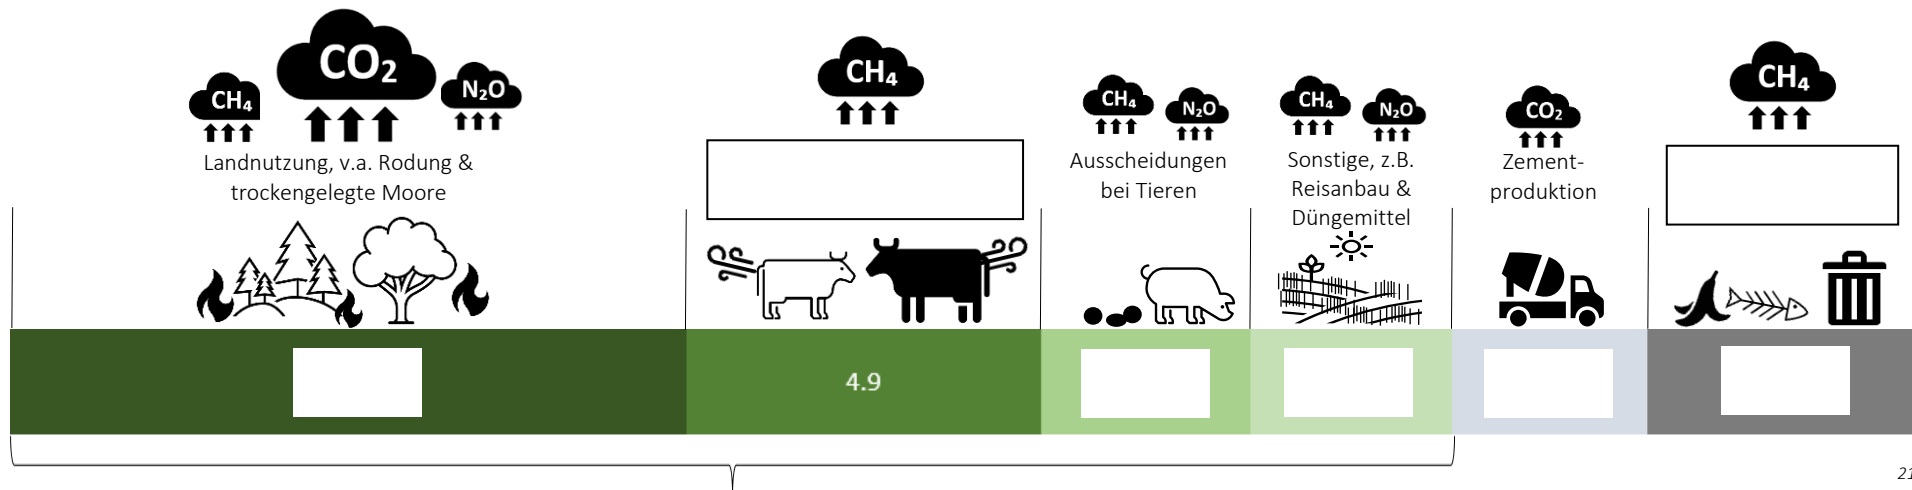 CH₄
CO₂
N₂O
Landnutzung, v.a. Rodung &
trockengelegte Moore
CH₄
CH₄
N₂O
Ausscheidungen
bei Tieren
CH₄
N₂O
Sonstige, z.B.
Reisanbau &
Düngemittel
CO₂
Zement-
produktion
CH₄
4.9
21